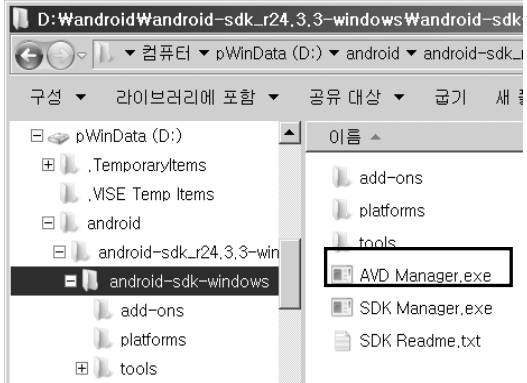 D:₩android₩android-sdk_r24.3.3-windows₩android-sdk
▾ 컴퓨터 ▾ pWinData (D:) ▾ android ▾ android-sdk_r
구성 ▾ 라이브러리에 포함 ▾ 공유 대상 ▾ 굽기 새
pWinData (D:)
.TemporaryItems
.VISE Temp Items
android
android-sdk_r24.3.3-win
android-sdk-windows
add-ons
platforms
tools
이름
add-ons
platforms
tools
AVD Manager.exe
SDK Manager.exe
SDK Readme.txt